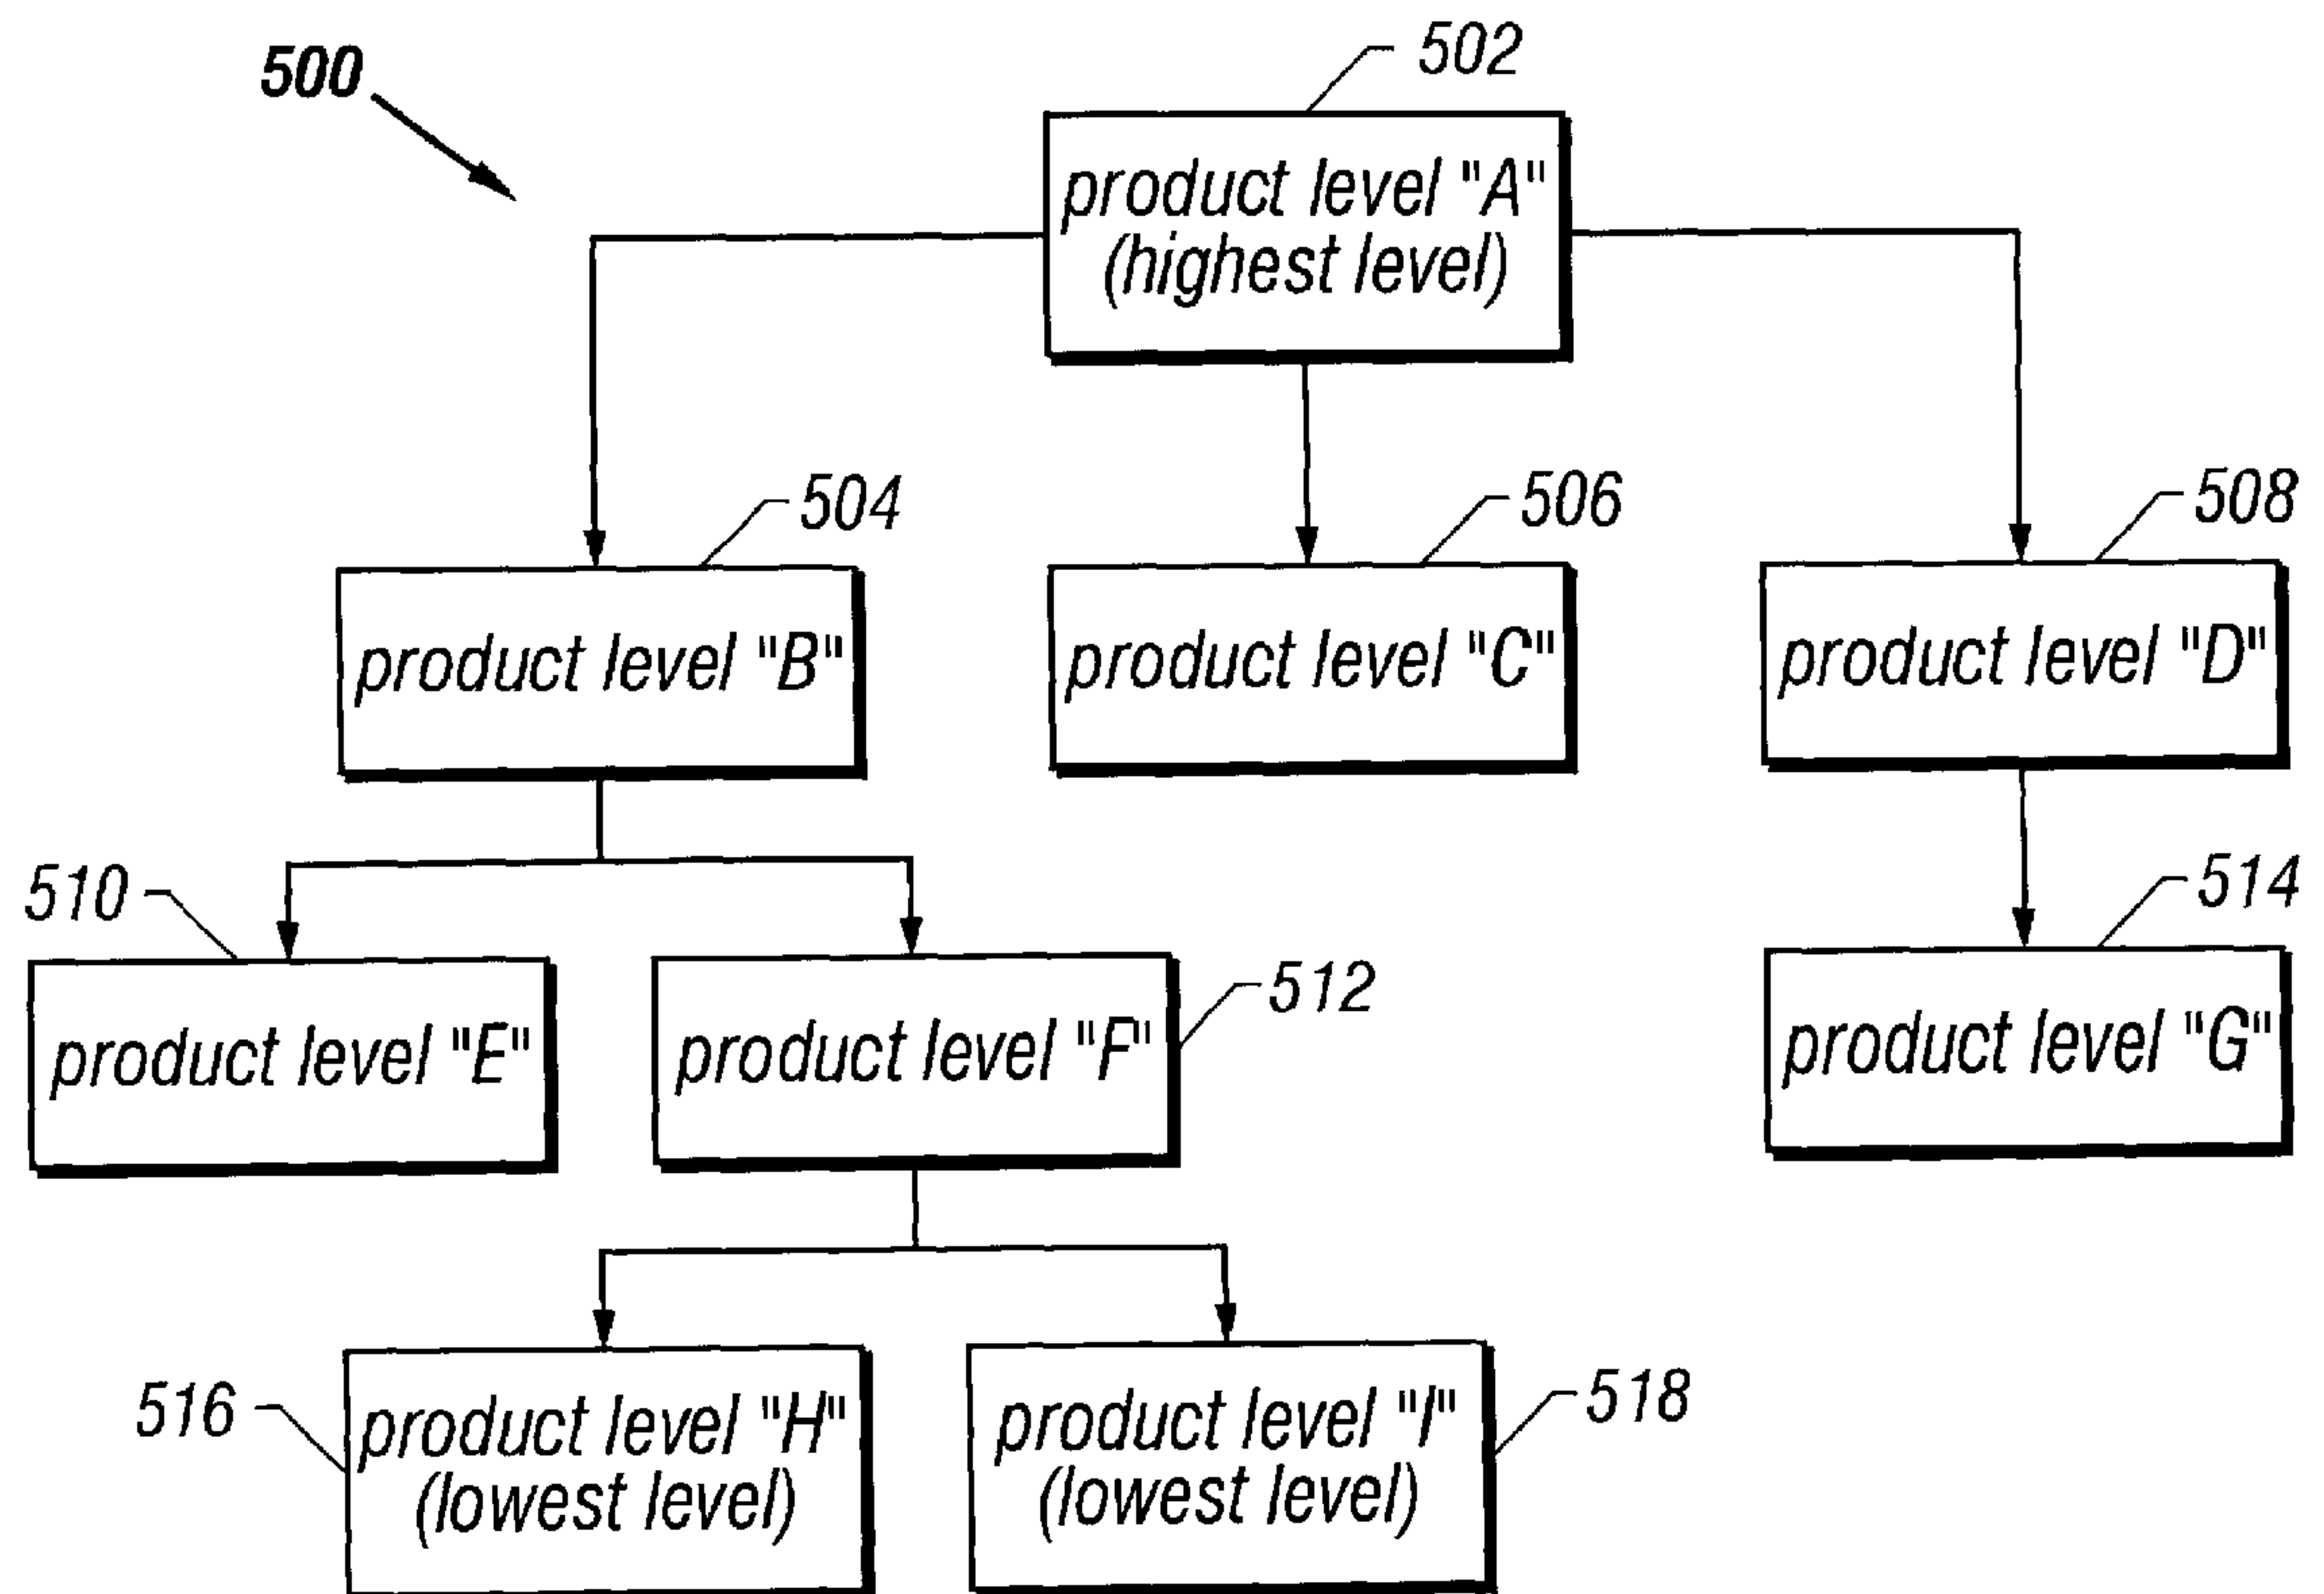 500
502
product level "A"
(highest level)
504
506
508
product level "B"
product level "C"
product level "D"
510
512
514
product level "E"
product level "F"
product level "G"
516
product level "H"
(lowest level)
product level "I"
(lowest level)
518